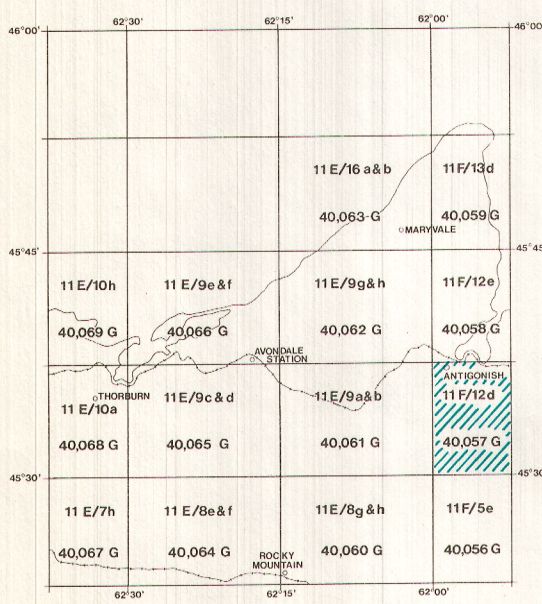 62°30' 62°15' 62°00'
46°00' 46°00'
11 E/16 a&b 11 F/13d
40,063-G 40,059 G
MARYVALE
45°45' 45°45'
11 E/10h 11 E/9e&f 11 E/9g&h 11 F/12e
40,069 G 40,066 G 40,062 G 40,058 G
AVONDALE
STATION
ANTIGONISH
THORBURN 11 E/9c&d 11 E/9a&b 11 F/12d
11 E/10a
40,068 G 40,065 G 40,061 G 40,057 G
45°30' 45°30'
11 E/7h 11 E/8e&f 11 E/8g&h 11 F/5e
40,067 G 40,064 G 40,060 G 40,056 G
ROCKY
MOUNTAIN
62°30' 62°15' 62°00'